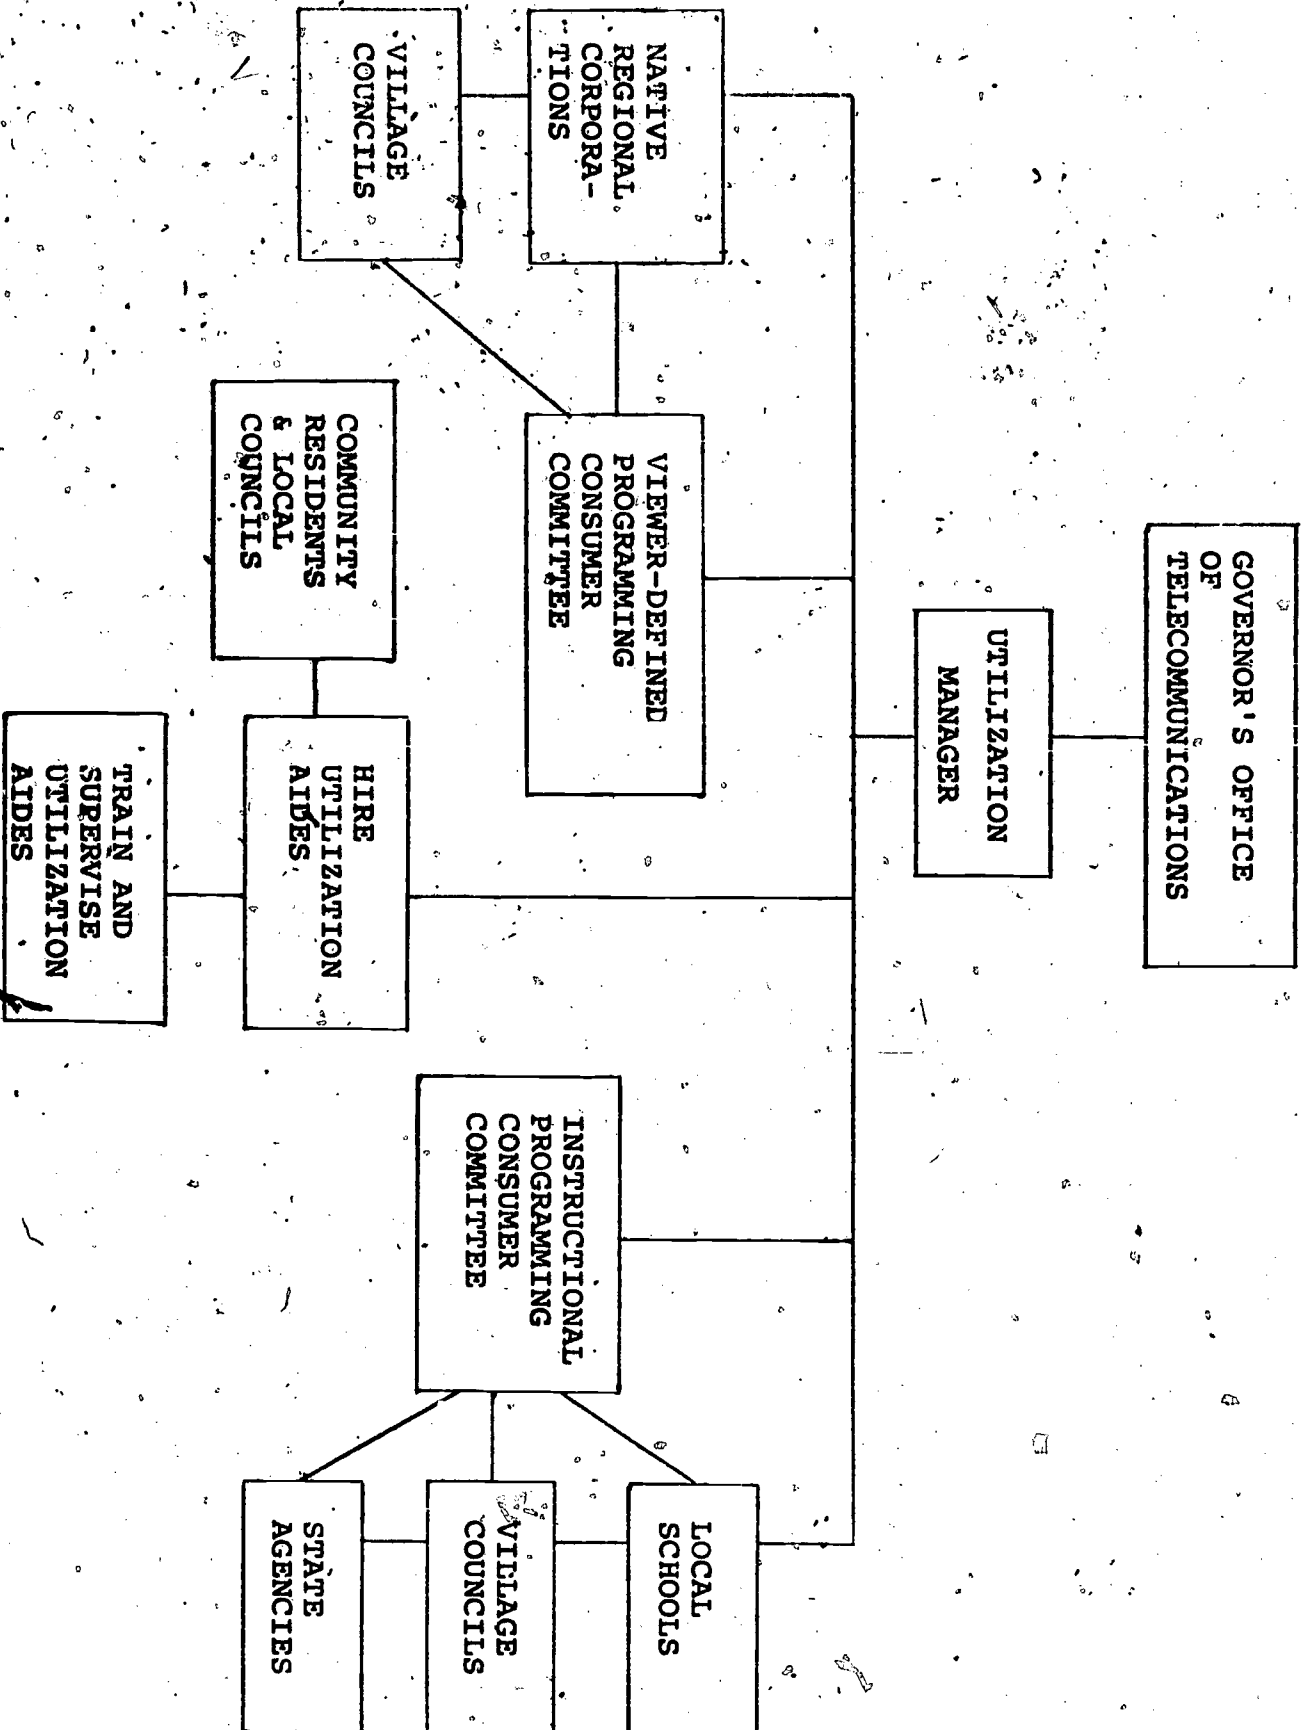 GOVERNOR'S OFFICE
OF
TELECOMMUNICATIONS
UTILIZATION
MANAGER
NATIVE
REGIONAL
CORPORA-
TIONS
VILLAGE
COUNCILS
VIEWER-DEFINED
PROGRAMMING
CONSUMER
COMMITTEE
COMMUNITY
RESIDENTS
& LOCAL
COUNCILS
HIRE
UTILIZATION
AIDES
TRAIN AND
SUPERVISE
UTILIZATION
AIDES
INSTRUCTIONAL
PROGRAMMING
CONSUMER
COMMITTEE
LOCAL
SCHOOLS
VILLAGE
COUNCILS
STATE
AGENCIES